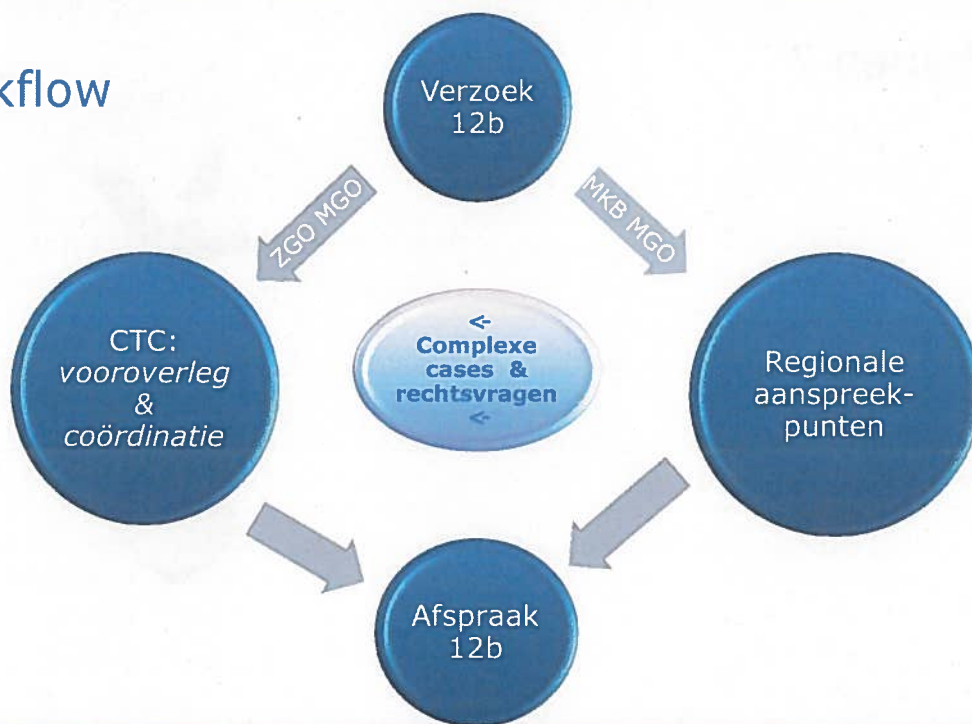 kflow
Verzoek
12b
ZGO MGO
MKB MGO
CTC:
vooroverleg
&
coördinatie
<-
Complexe
cases &
rechtsvragen
<-
Regionale
aanspreek-
punten
Afspraak
12b